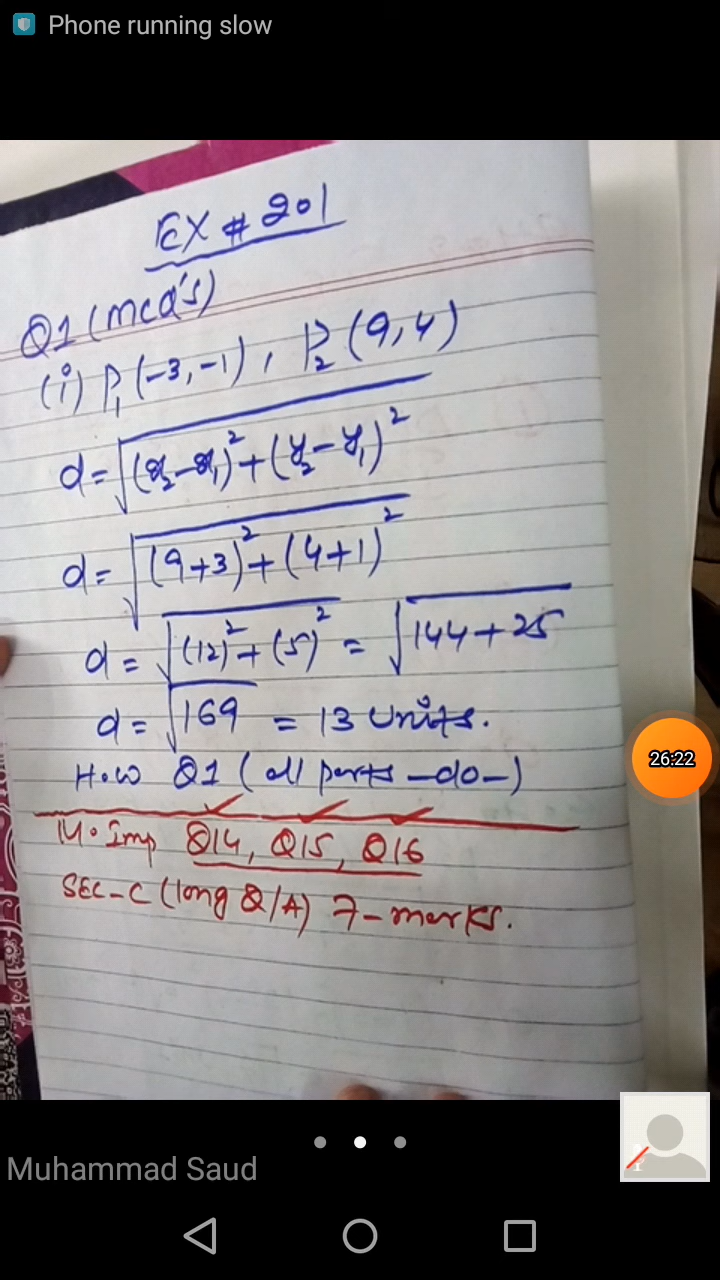 Phone running slow
EX # 2.1
Q1 (mcq's)
(i) P₁(-3,-1), P₂(9,4)
d=√(x₂-x₁)²+(y₂-y₁)²
d=√(9+3)²+(4+1)²
d=√(12)²+(5)² = √144+25
d=√169 = 13 units.
H.w Q1 (all parts -do-)
M.Imp Q14, Q15, Q16
SEC-C (long Q/A) 7-marks.
26:22
Muhammad Saud